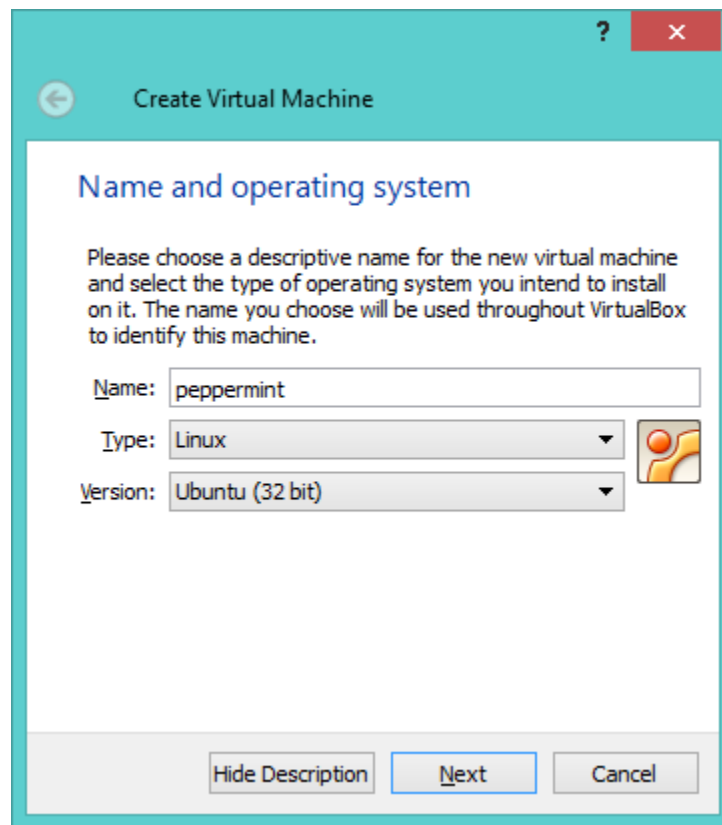 ?
Create Virtual Machine
Name and operating system
Please choose a descriptive name for the new virtual machine
and select the type of operating system you intend to install
on it. The name you choose will be used throughout VirtualBox
to identify this machine.
Name: peppermint
Type: Linux
Version: Ubuntu (32 bit)
Hide Description Next Cancel